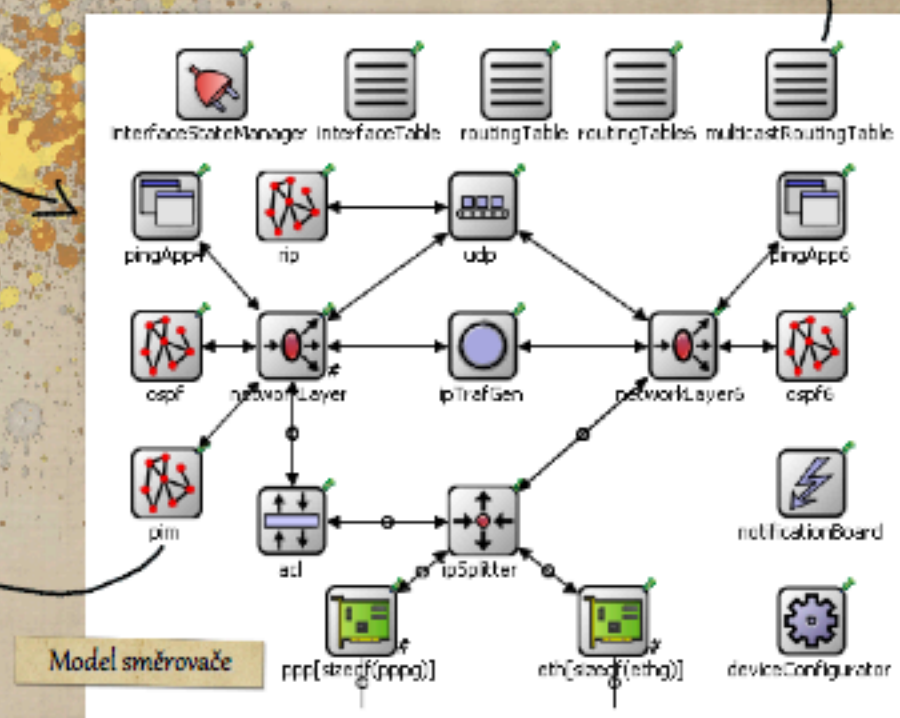 interfaceStateManager interfaceTable routingTable routingTable6 multicastRoutingTable
pingApp4 rip udp pingApp6
ospf networkLayer ipTrafGen networkLayer6 ospf6
pim notificationBoard
acl ipSplitter
ppp[sizeof(pppg)] eth[sizeof(ethg)] deviceConfigurator
Model směrovače